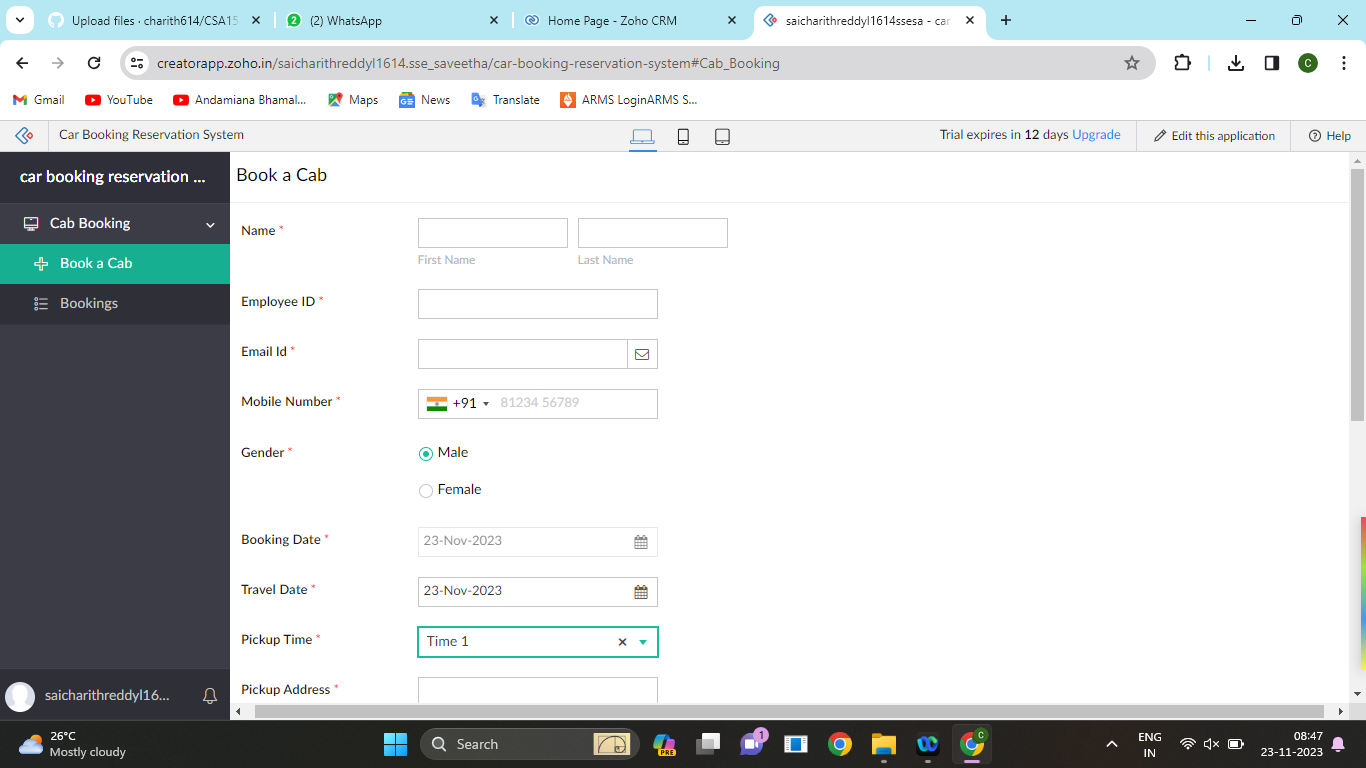 Upload files · charith614/CSA15
2 (2) WhatsApp
Home Page - Zoho CRM
saicharithreddyl1614ssesa - car
creatorapp.zoho.in/saicharithreddyl1614.sse_saveetha/car-booking-reservation-system#Cab_Booking
C
Gmail
YouTube
Andamiana Bhamal...
Maps
News
Translate
ARMS LoginARMS S...
Car Booking Reservation System
Trial expires in 12 days Upgrade
Edit this application
Help
car booking reservation ...
Cab Booking
Book a Cab
Bookings
saicharithreddyl16...
Book a Cab
Name *
First Name
Last Name
Employee ID *
Email Id *
Mobile Number *
+91 81234 56789
Gender *
Male
Female
Booking Date *
23-Nov-2023
Travel Date *
23-Nov-2023
Pickup Time *
Time 1
Pickup Address *
26°C
Mostly cloudy
Search
PRE
1
C
ENG
IN
08:47
23-11-2023